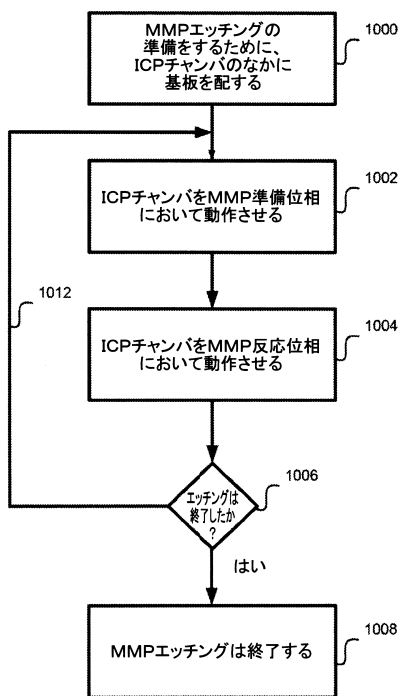 MMPエッチングの
準備をするために、
ICPチャンバのなかに
基板を配する
1000
ICPチャンバをMMP準備位相
において動作させる
1002
1012
ICPチャンバをMMP反応位相
において動作させる
1004
エッチングは
終了したか
?
1006
はい
MMPエッチングは終了する
1008